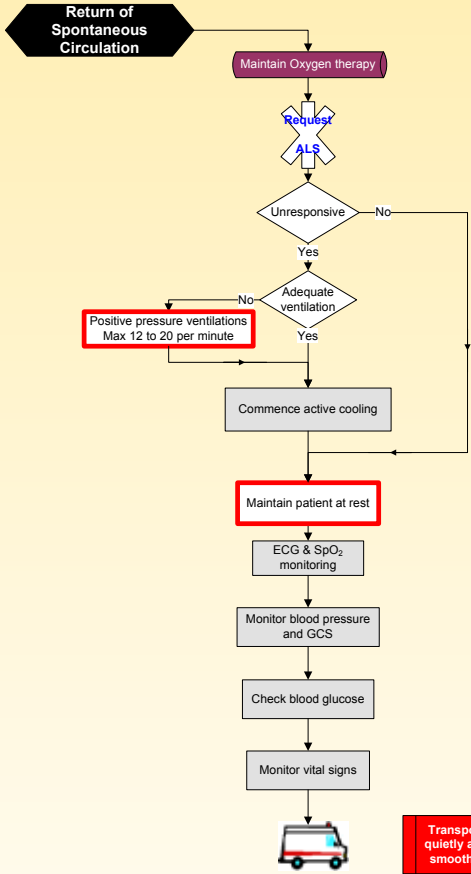 Return of
Spontaneous
Circulation
Maintain Oxygen therapy
Request
ALS
Unresponsive
No
Yes
Adequate
ventilation
No
Yes
Positive pressure ventilations
Max 12 to 20 per minute
Commence active cooling
Maintain patient at rest
ECG & SpO₂
monitoring
Monitor blood pressure
and GCS
Check blood glucose
Monitor vital signs
quietly